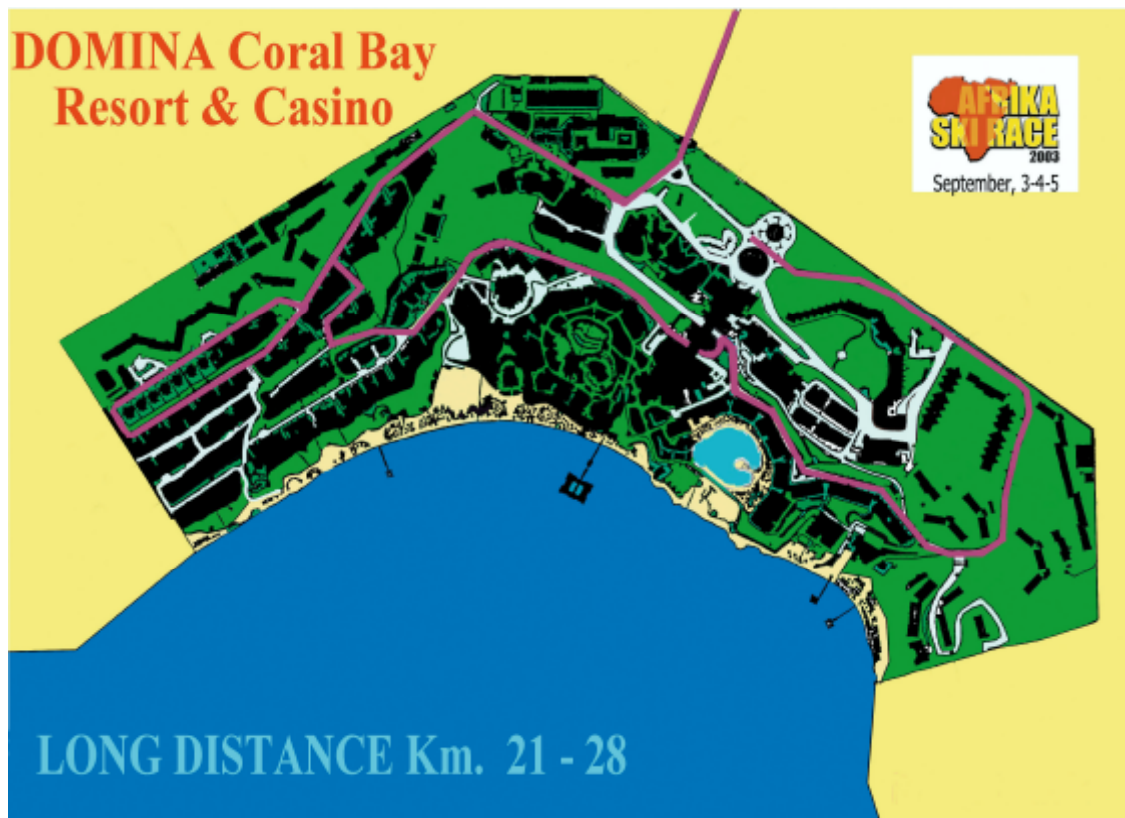 DOMINA Coral Bay
Resort & Casino
AFRIKA
SKI RACE
2003
September, 3-4-5
LONG DISTANCE Km. 21 - 28